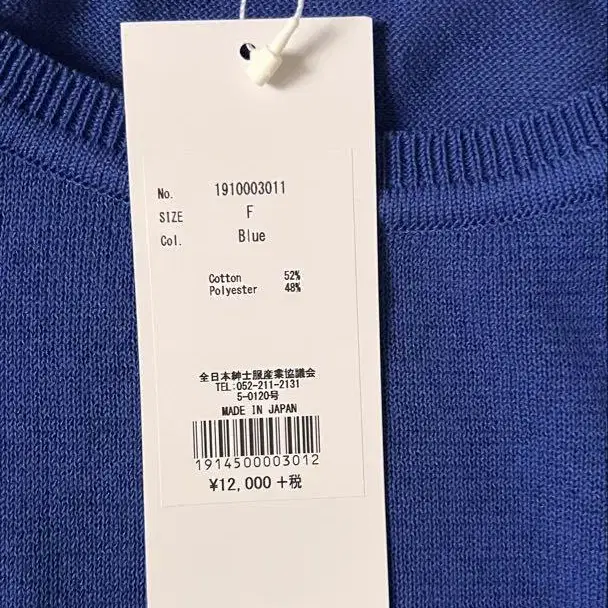 No. 1910003011
SIZE F
Col. Blue
Cotton 52%
Polyester 48%
全日本紳士服産業協議会
TEL:052-211-2131
5-0120号
MADE IN JAPAN
1914500003012
¥12,000+税